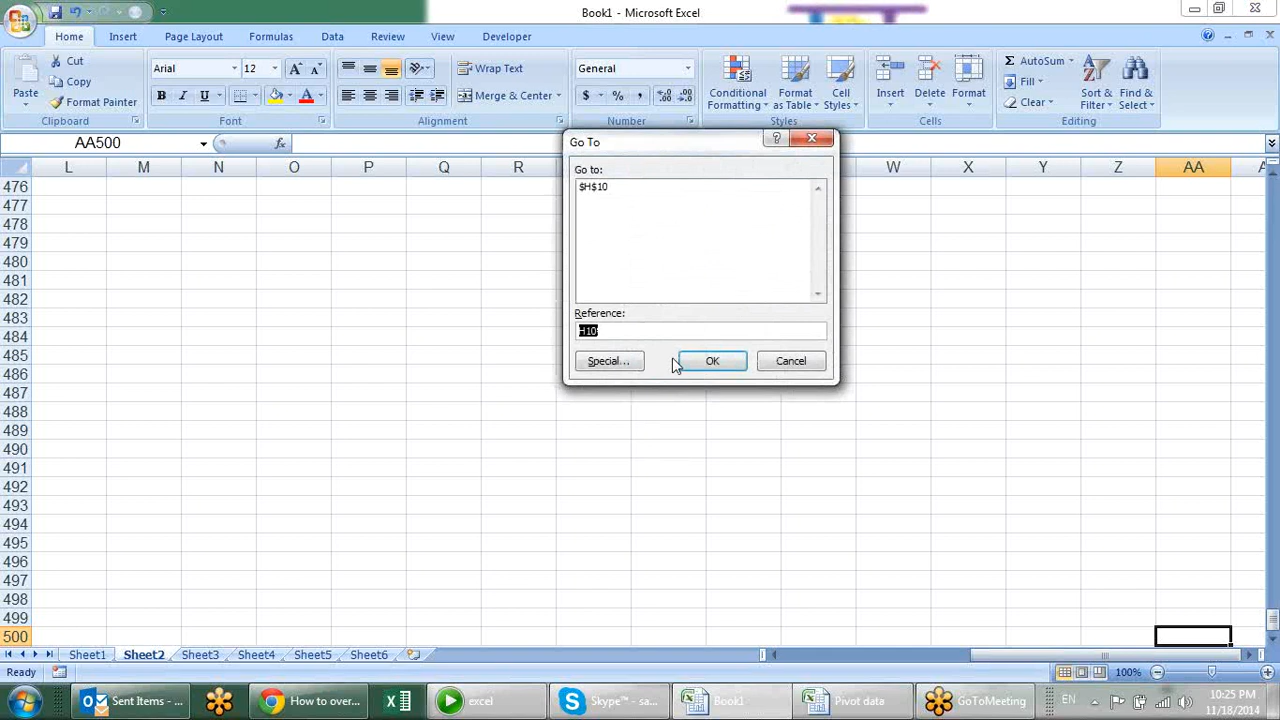 Book1 - Microsoft Excel
Home Insert Page Layout Formulas Data Review View Developer
Paste Cut Copy Format Painter
Clipboard
Arial 12
B I U A
Font
Wrap Text
Merge & Center
Alignment
General
$ % ,
Number
Conditional Formatting Format as Table Cell Styles
Styles
Insert Delete Format
Cells
AutoSum Fill Clear Sort & Filter Find & Select
Editing
AA500 fx
L M N O P Q R W X Y Z AA
476
477
478
479
480
481
482
483
484
485
486
487
488
489
490
491
492
493
494
495
496
497
498
499
500
Go To
Go to:
$H$10
Reference:
H10
Special... OK Cancel
Sheet1 Sheet2 Sheet3 Sheet4 Sheet5 Sheet6
Ready 100%
Sent Items - ... How to over... excel Skype™ - sa... Book1 Pivot data GoToMeeting EN 10:25 PM
11/18/2014